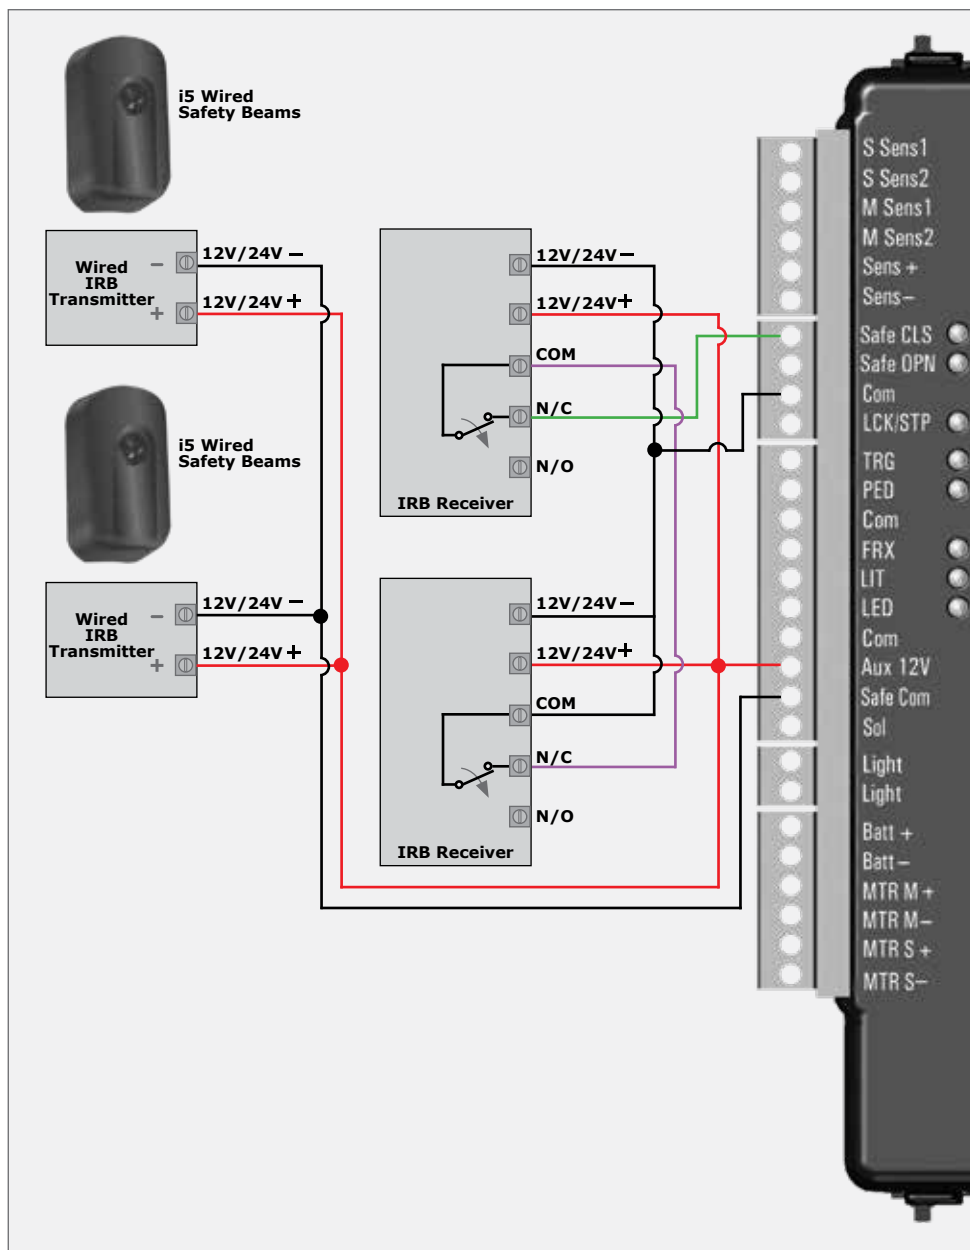 i5 Wired
Safety Beams
Wired
IRB
Transmitter
−
+
12V/24V −
12V/24V +
i5 Wired
Safety Beams
Wired
IRB
Transmitter
−
+
12V/24V −
12V/24V +
12V/24V −
12V/24V +
COM
N/C
N/O
IRB Receiver
12V/24V −
12V/24V +
COM
N/C
N/O
IRB Receiver
S Sens1
S Sens2
M Sens1
M Sens2
Sens +
Sens−
Safe CLS
Safe OPN
Com
LCK/STP
TRG
PED
Com
FRX
LIT
LED
Com
Aux 12V
Safe Com
Sol
Light
Light
Batt +
Batt −
MTR M +
MTR M−
MTR S +
MTR S−